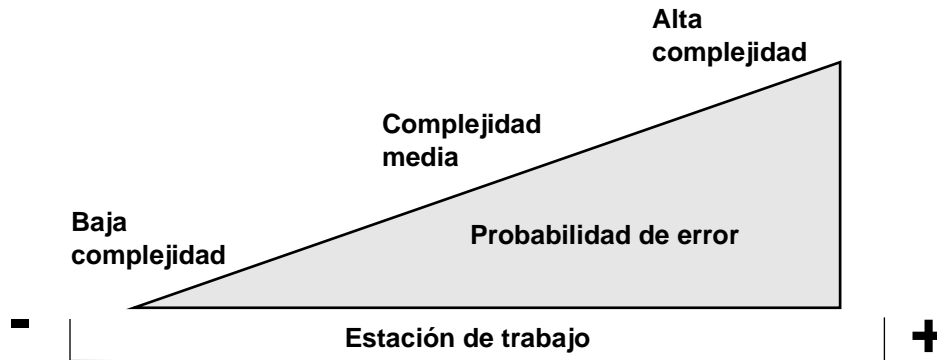 Alta
complejidad
Complejidad
media
Baja
complejidad
Probabilidad de error
- Estación de trabajo +